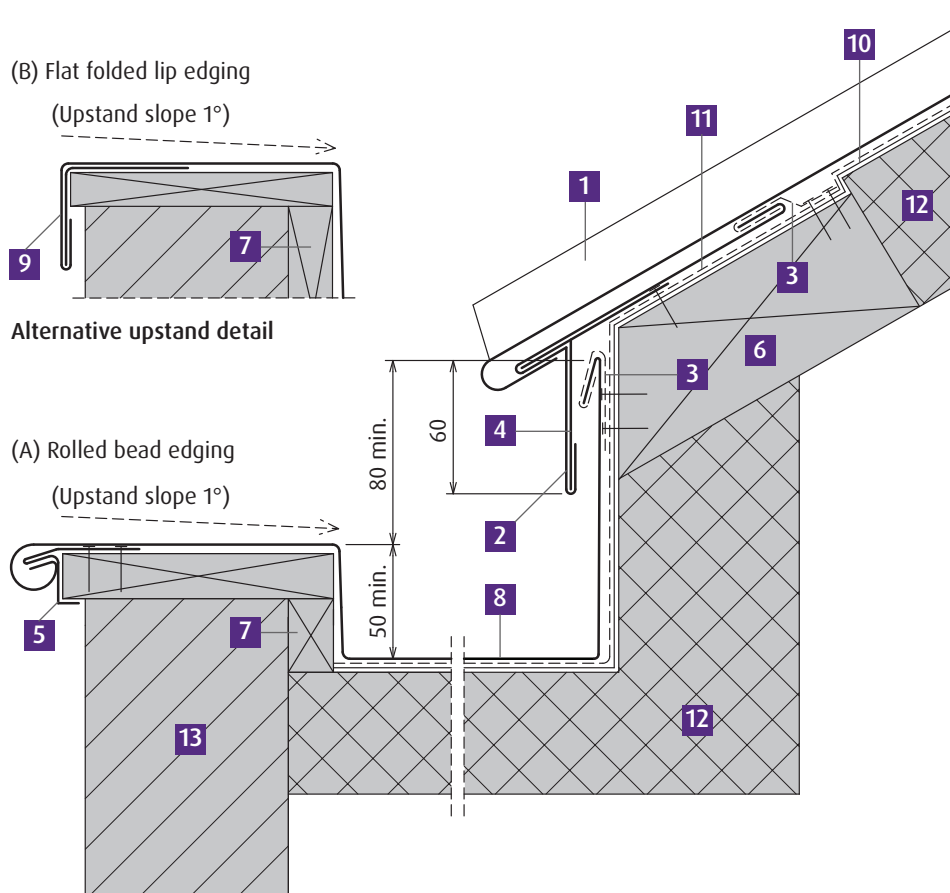 (B) Flat folded lip edging
(Upstand slope 1°)
10
11
1
12
7
9
3
Alternative upstand detail
6
3
80 min.
60
4
(A) Rolled bead edging
(Upstand slope 1°)
2
50 min.
8
7
5
12
13